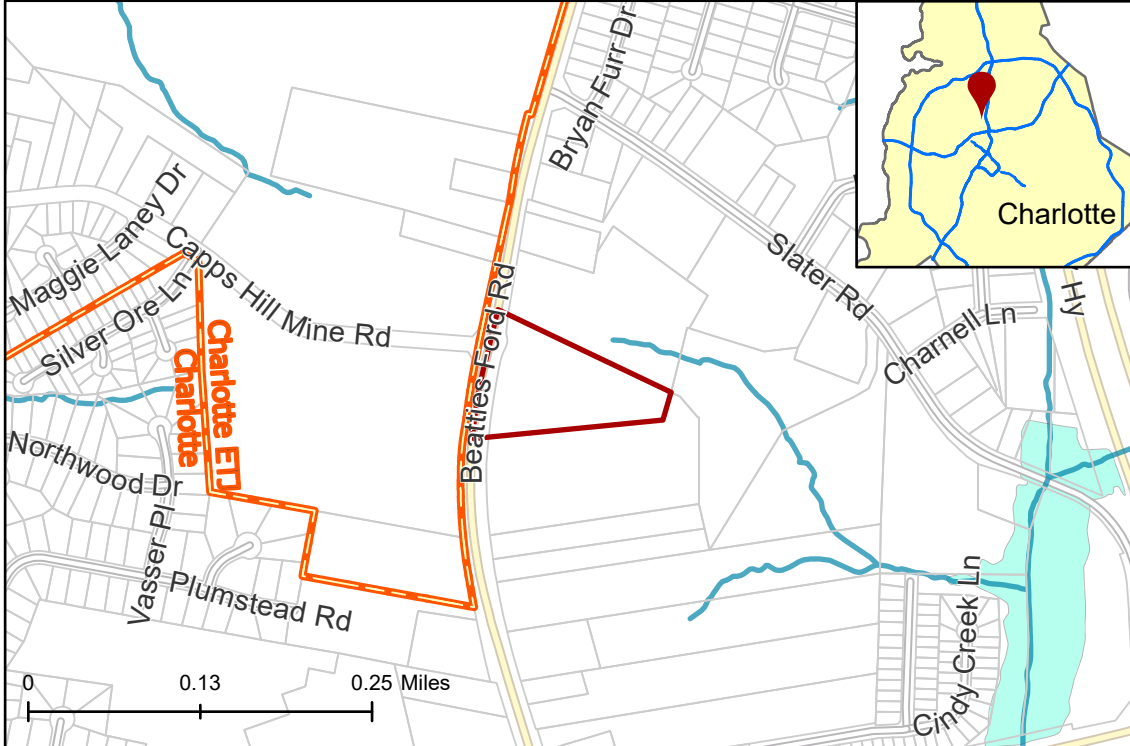 Bryan Furr Dr
Charlotte
Maggie Laney Dr
Capps Hill Mine Rd
Silver Ore Ln
Slater Rd
Hy
Charnell Ln
Beatties Ford Rd
Charlotte ETJ
Charlotte
Northwood Dr
Vasser Pl
Plumstead Rd
Cindy Creek Ln
0 0.13 0.25 Miles